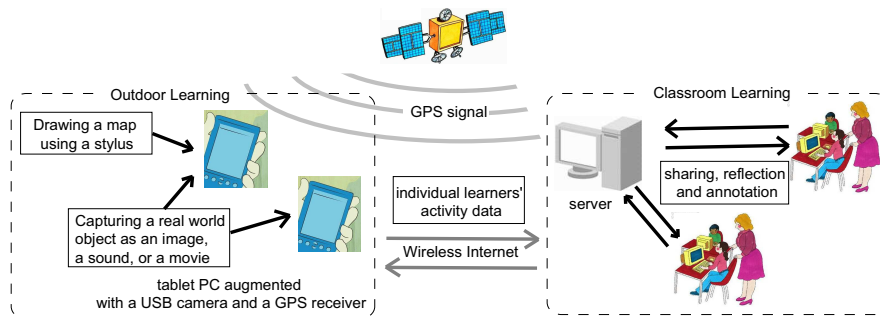 Outdoor Learning
Drawing a map
using a stylus
Capturing a real world
object as an image,
a sound, or a movie
tablet PC augmented
with a USB camera and a GPS receiver
GPS signal
individual learners'
activity data
Wireless Internet
Classroom Learning
server
sharing, reflection
and annotation